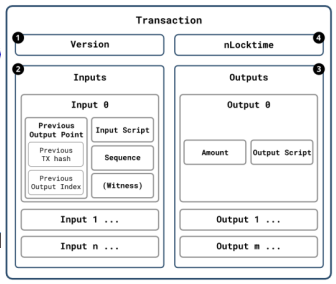 Transaction
1
Version
4
nLocktime
2
Inputs
Input 0
Previous
Output Point
Previous
TX hash
Previous
Output Index
Input Script
Sequence
(Witness)
Input 1 ...
Input n ...
3
Outputs
Output 0
Amount
Output Script
Output 1 ...
Output m ...